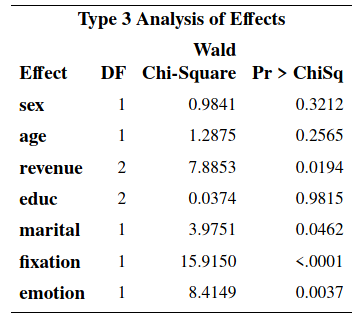 Type 3 Analysis of Effects
Effect DF Wald Chi-Square Pr > ChiSq
sex 1 0.9841 0.3212
age 1 1.2875 0.2565
revenue 2 7.8853 0.0194
educ 2 0.0374 0.9815
marital 1 3.9751 0.0462
fixation 1 15.9150 <.0001
emotion 1 8.4149 0.0037